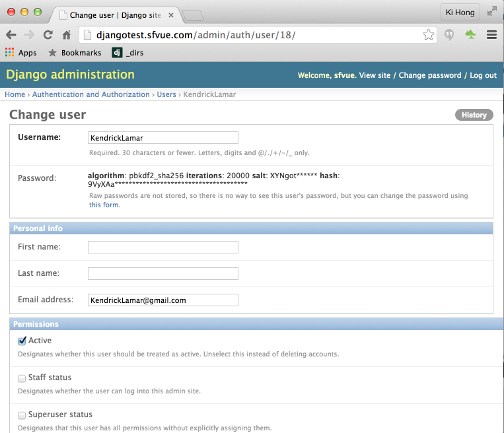 Change user | Django site
Ki Hong
djangotest.sfvue.com/admin/auth/user/18/
Apps Bookmarks dj _dirs
Django administration
Welcome, sfvue. View site / Change password / Log out
Home › Authentication and Authorization › Users › KendrickLamar
Change user
History
Username: KendrickLamar
Required. 30 characters or fewer. Letters, digits and @/./+/-/_ only.
Password: algorithm: pbkdf2_sha256 iterations: 20000 salt: XYNgot****** hash:
9VyXAa**************************************
Raw passwords are not stored, so there is no way to see this user's password, but you can change the password using
this form.
Personal info
First name:
Last name:
Email address: KendrickLamar@gmail.com
Permissions
Active
Designates whether this user should be treated as active. Unselect this instead of deleting accounts.
Staff status
Designates whether the user can log into this admin site.
Superuser status
Designates that this user has all permissions without explicitly assigning them.